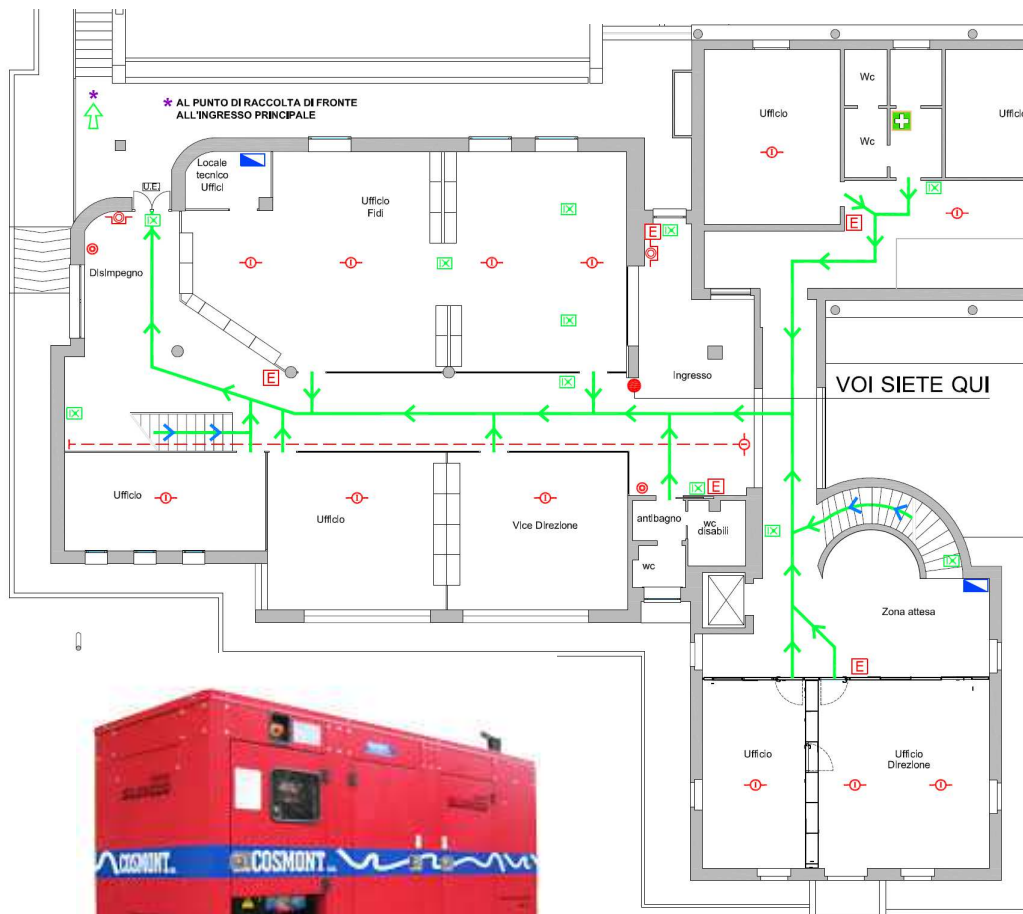 * AL PUNTO DI RACCOLTA DI FRONTE
ALL'INGRESSO PRINCIPALE
*
U.E.
Locale
tecnico
Uffici
Ufficio
Fidi
Disimpegno
E
E
Ingresso
VOI SIETE QUI
Ufficio
Wc
Wc
Ufficio
E
Ufficio
Ufficio
Vice Direzione
antibagno
wc
disabili
wc
E
Zona attesa
E
Ufficio
Ufficio
Direzione
COSMONT
COSMONT